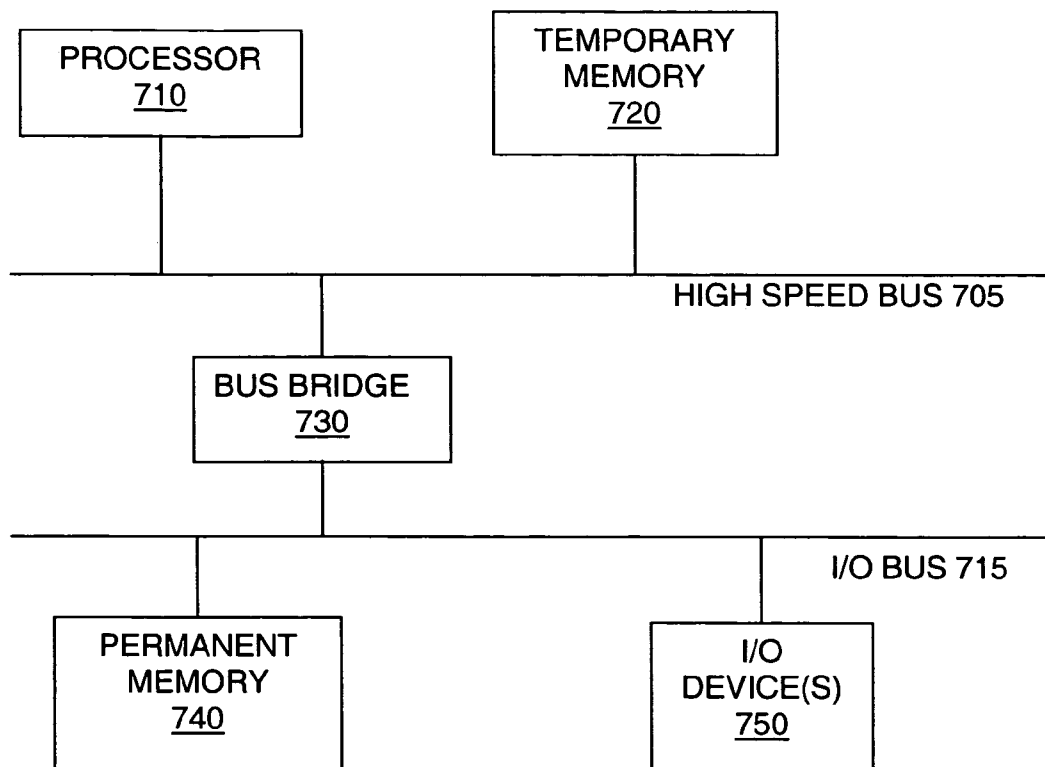 PROCESSOR
710
TEMPORARY
MEMORY
720
HIGH SPEED BUS 705
BUS BRIDGE
730
I/O BUS 715
PERMANENT
MEMORY
740
I/O
DEVICE(S)
750